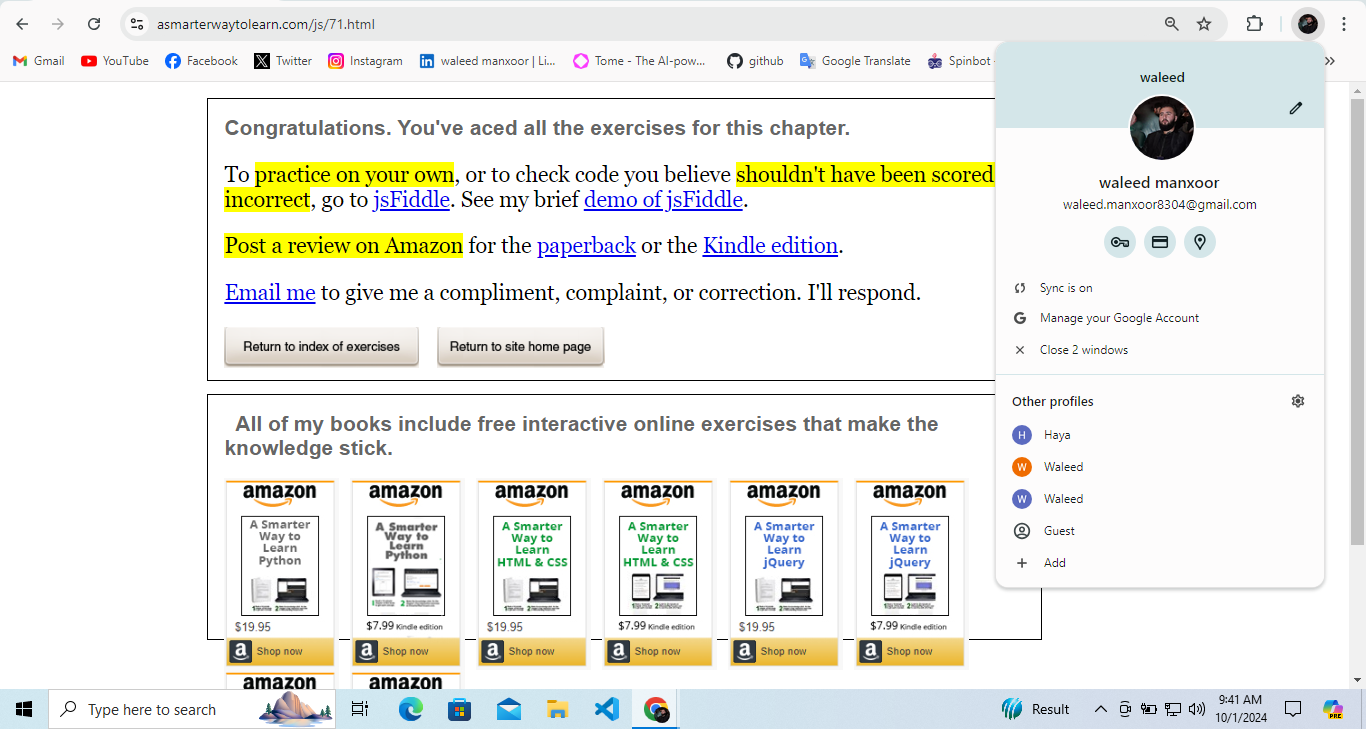 asmarterwaytolearn.com/js/71.html
Gmail
YouTube
Facebook
Twitter
Instagram
waleed manxoor | Li...
Tome - The AI-pow...
github
Google Translate
Spinbot
»
waleed
waleed manxoor
waleed.manxoor8304@gmail.com
Sync is on
Manage your Google Account
Close 2 windows
Other profiles
H Haya
W Waleed
W Waleed
Guest
Add
Congratulations. You've aced all the exercises for this chapter.
To practice on your own, or to check code you believe shouldn't have been scored
incorrect, go to jsFiddle. See my brief demo of jsFiddle.
Post a review on Amazon for the paperback or the Kindle edition.
Email me to give me a compliment, complaint, or correction. I'll respond.
Return to index of exercises
Return to site home page
All of my books include free interactive online exercises that make the
knowledge stick.
amazon
A Smarter
Way to
Learn
Python
$19.95
Shop now
amazon
A Smarter
Way to
Learn
Python
$7.99 Kindle edition
Shop now
amazon
A Smarter
Way to
Learn
HTML & CSS
$19.95
Shop now
amazon
A Smarter
Way to
Learn
HTML & CSS
$7.99 Kindle edition
Shop now
amazon
A Smarter
Way to
Learn
jQuery
$19.95
Shop now
amazon
A Smarter
Way to
Learn
jQuery
$7.99 Kindle edition
Shop now
amazon
amazon
Type here to search
Result
9:41 AM
10/1/2024
PRE